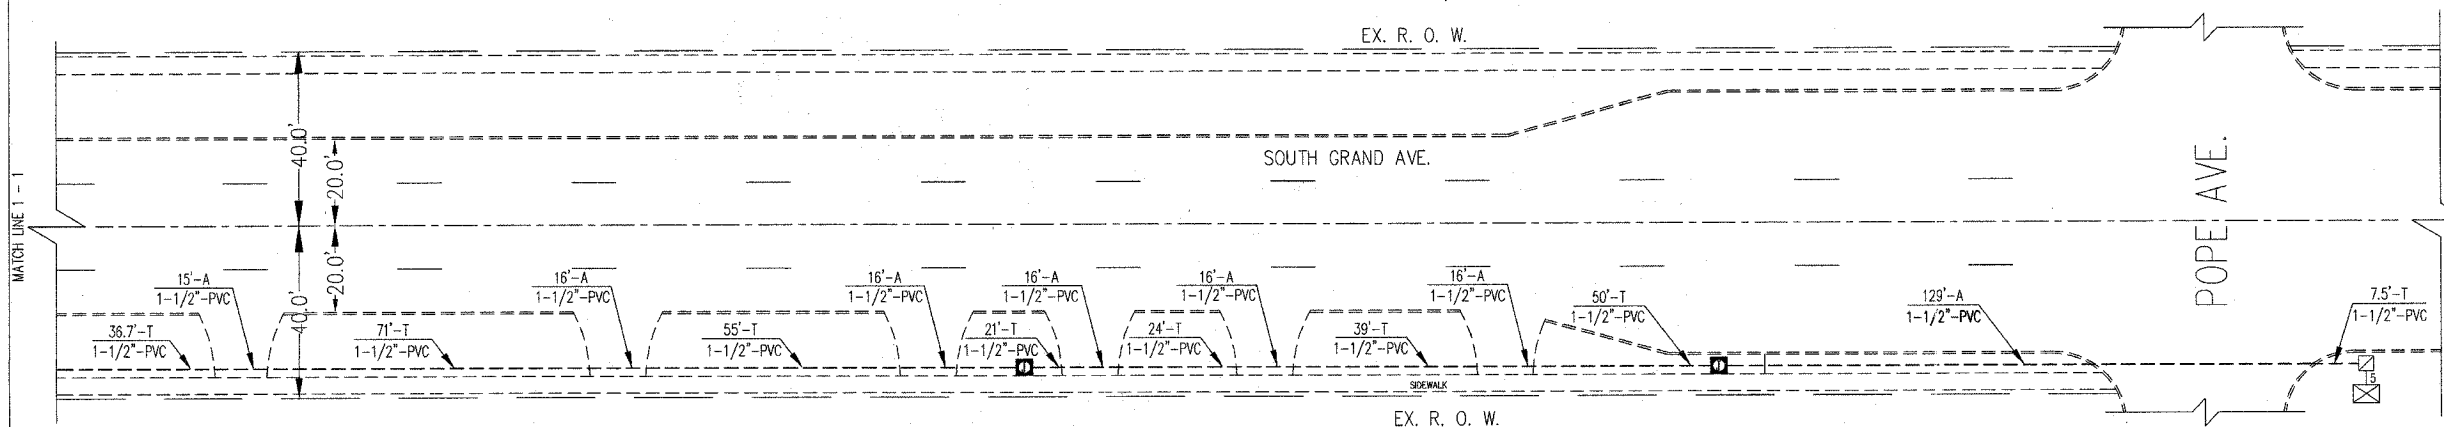 EX. R. O. W.
MATCH LINE 1 - 1
40.0'
20.0'
SOUTH GRAND AVE.
POPE AVE.
20.0'
40.0'
15'-A
1-1/2"-PVC
16'-A
1-1/2"-PVC
16'-A
1-1/2"-PVC
16'-A
1-1/2"-PVC
16'-A
1-1/2"-PVC
16'-A
1-1/2"-PVC
50'-T
1-1/2"-PVC
129'-A
1-1/2"-PVC
7.5'-T
1-1/2"-PVC
36.7'-T
1-1/2"-PVC
71'-T
1-1/2"-PVC
55'-T
1-1/2"-PVC
21'-T
1-1/2"-PVC
24'-T
1-1/2"-PVC
39'-T
1-1/2"-PVC
SIDEWALK
5
EX. R. O. W.